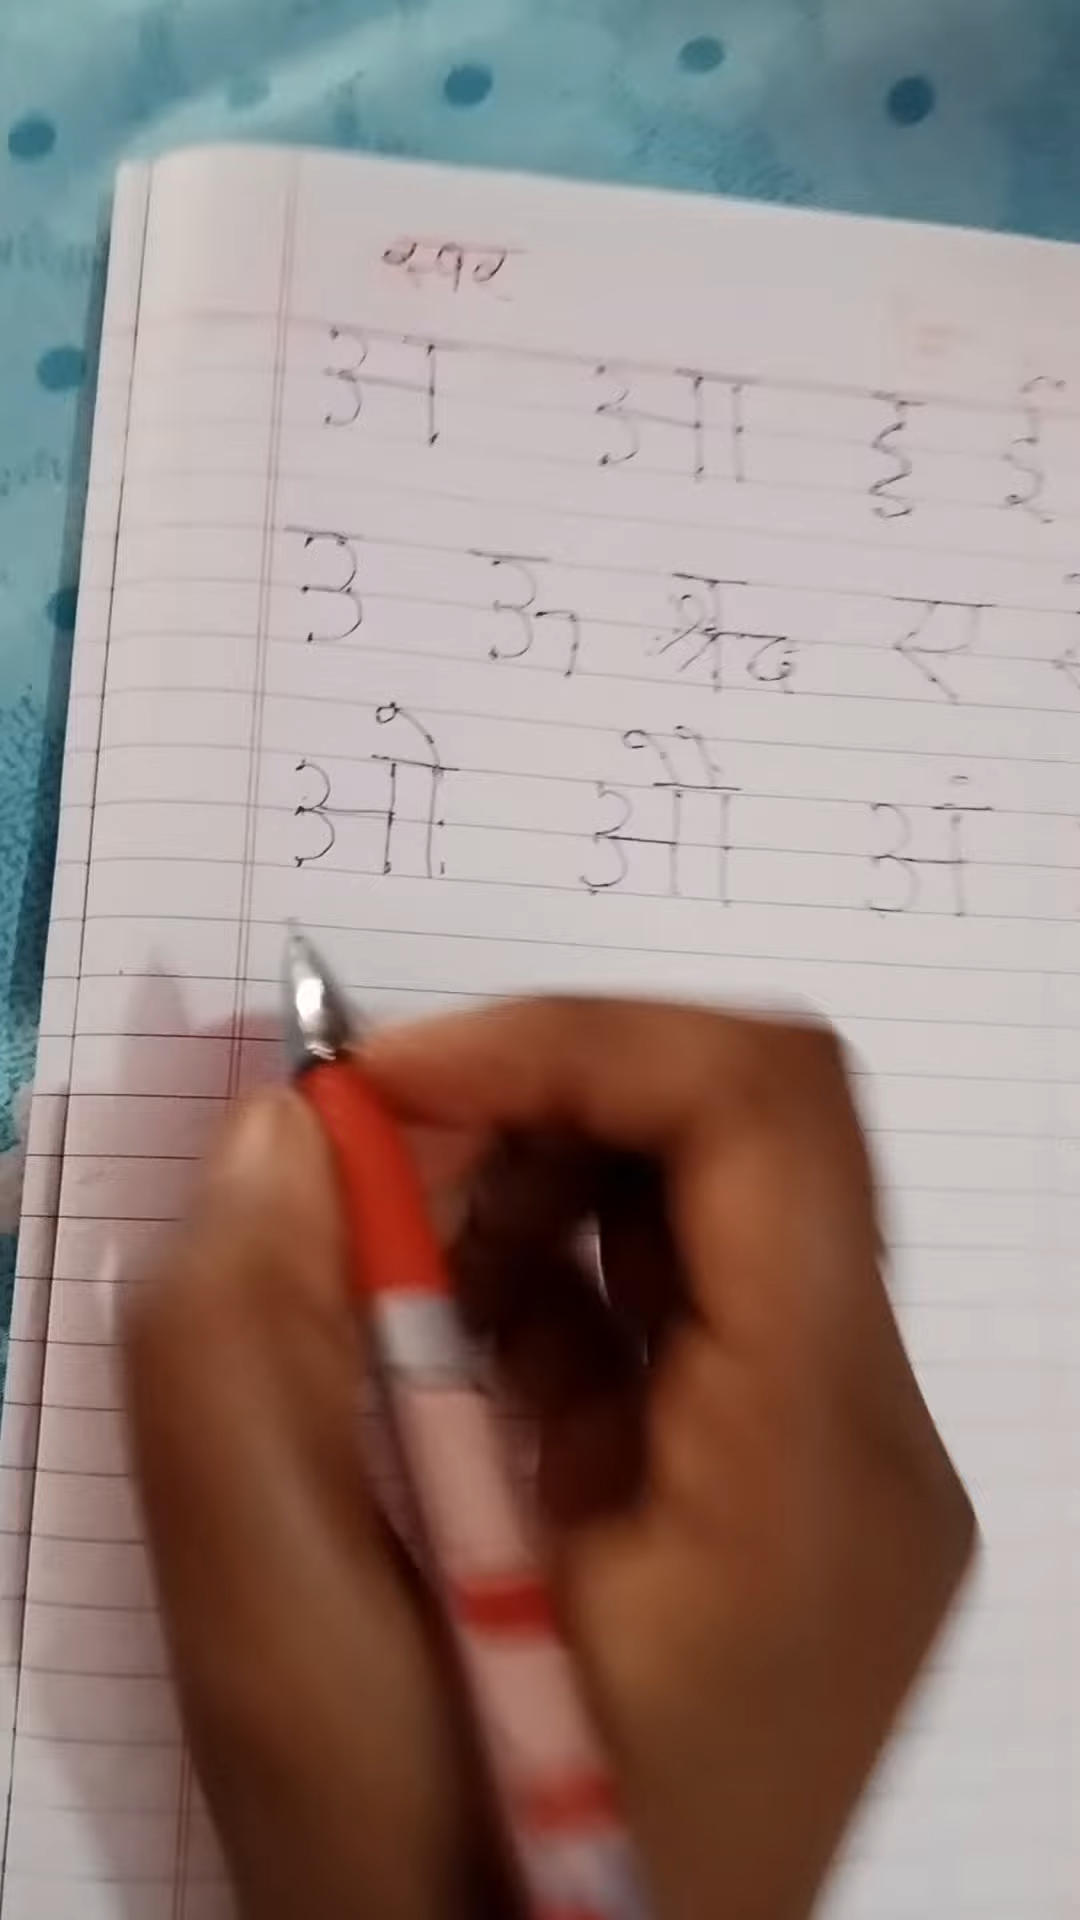 स्वर
अ आ इ ई
उ ऊ ऋ ए
ओ औ अं